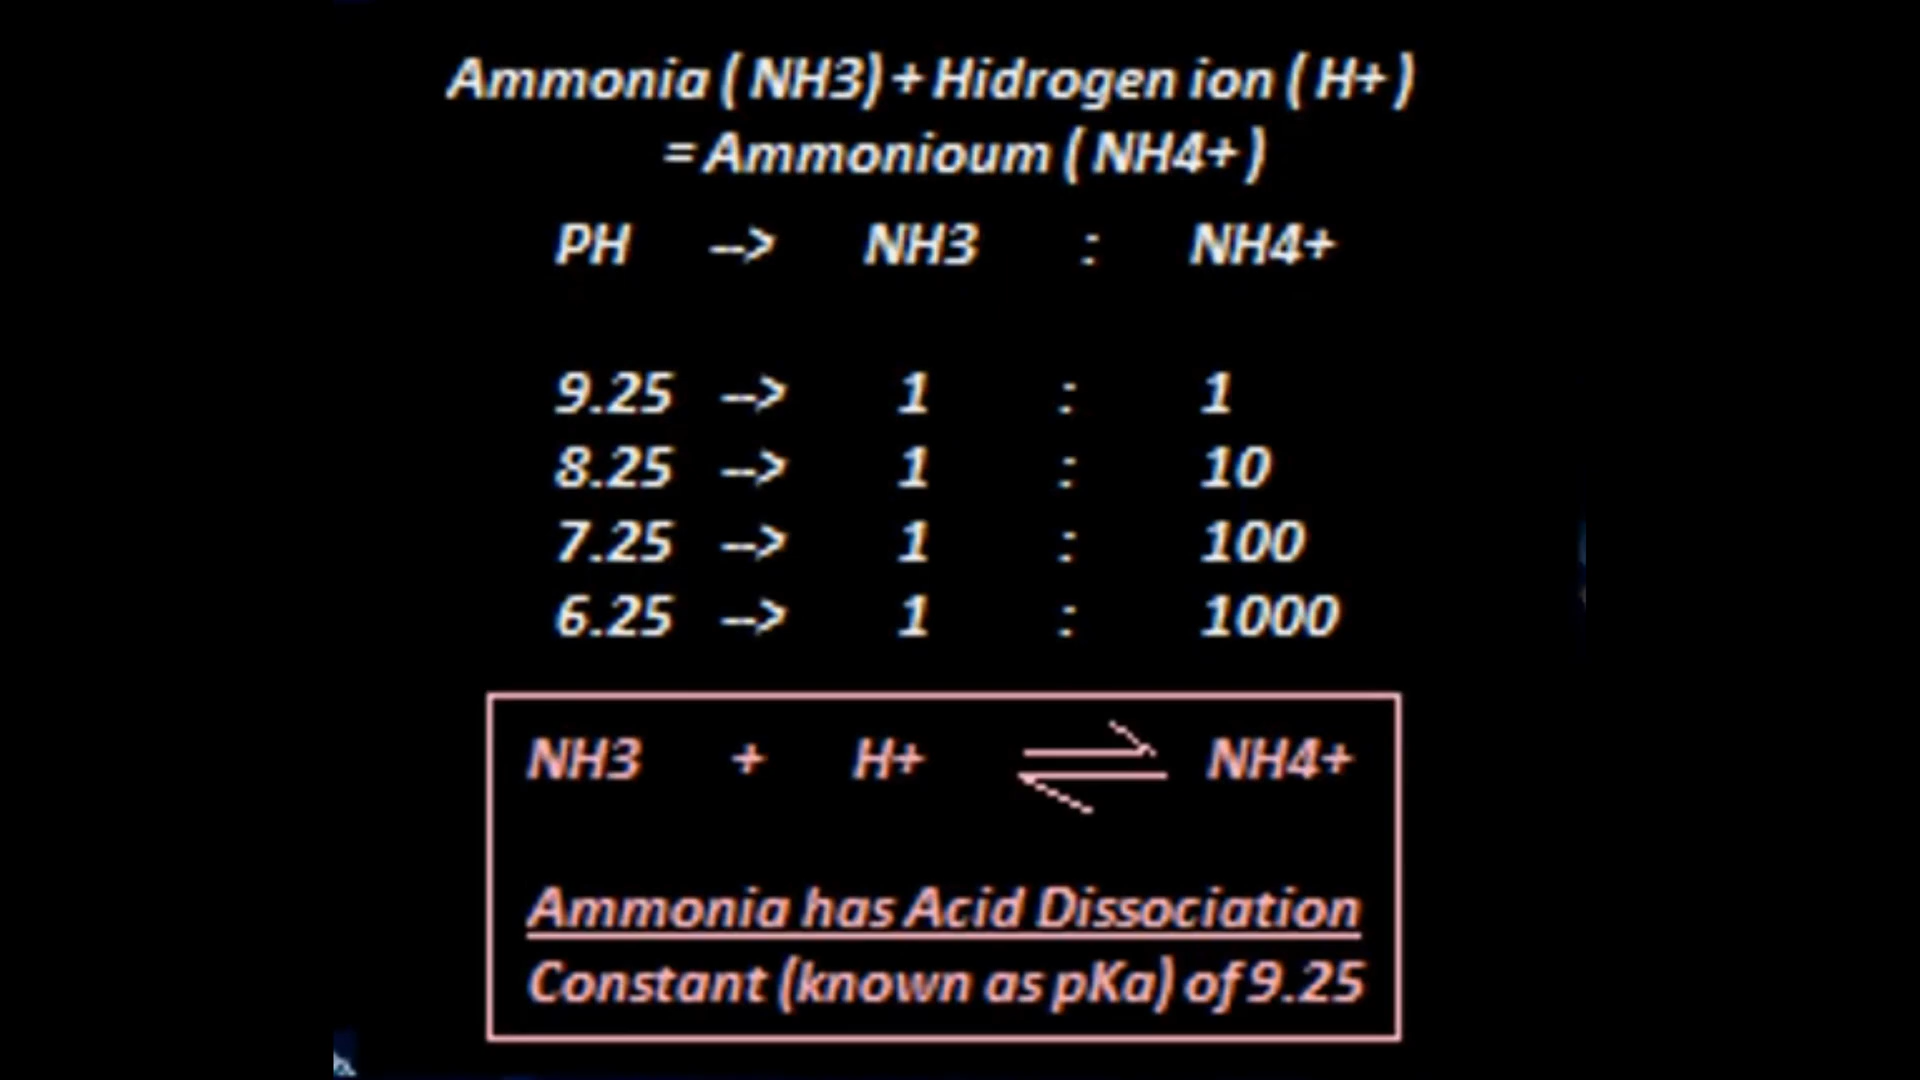 Ammonia ( NH3) + Hidrogen ion ( H+ )
= Ammonioum ( NH4+ )
PH --> NH3 : NH4+
9.25 --> 1 : 1
8.25 --> 1 : 10
7.25 --> 1 : 100
6.25 --> 1 : 1000
NH3 + H+ ⇌ NH4+
Ammonia has Acid Dissociation
Constant (known as pKa) of 9.25